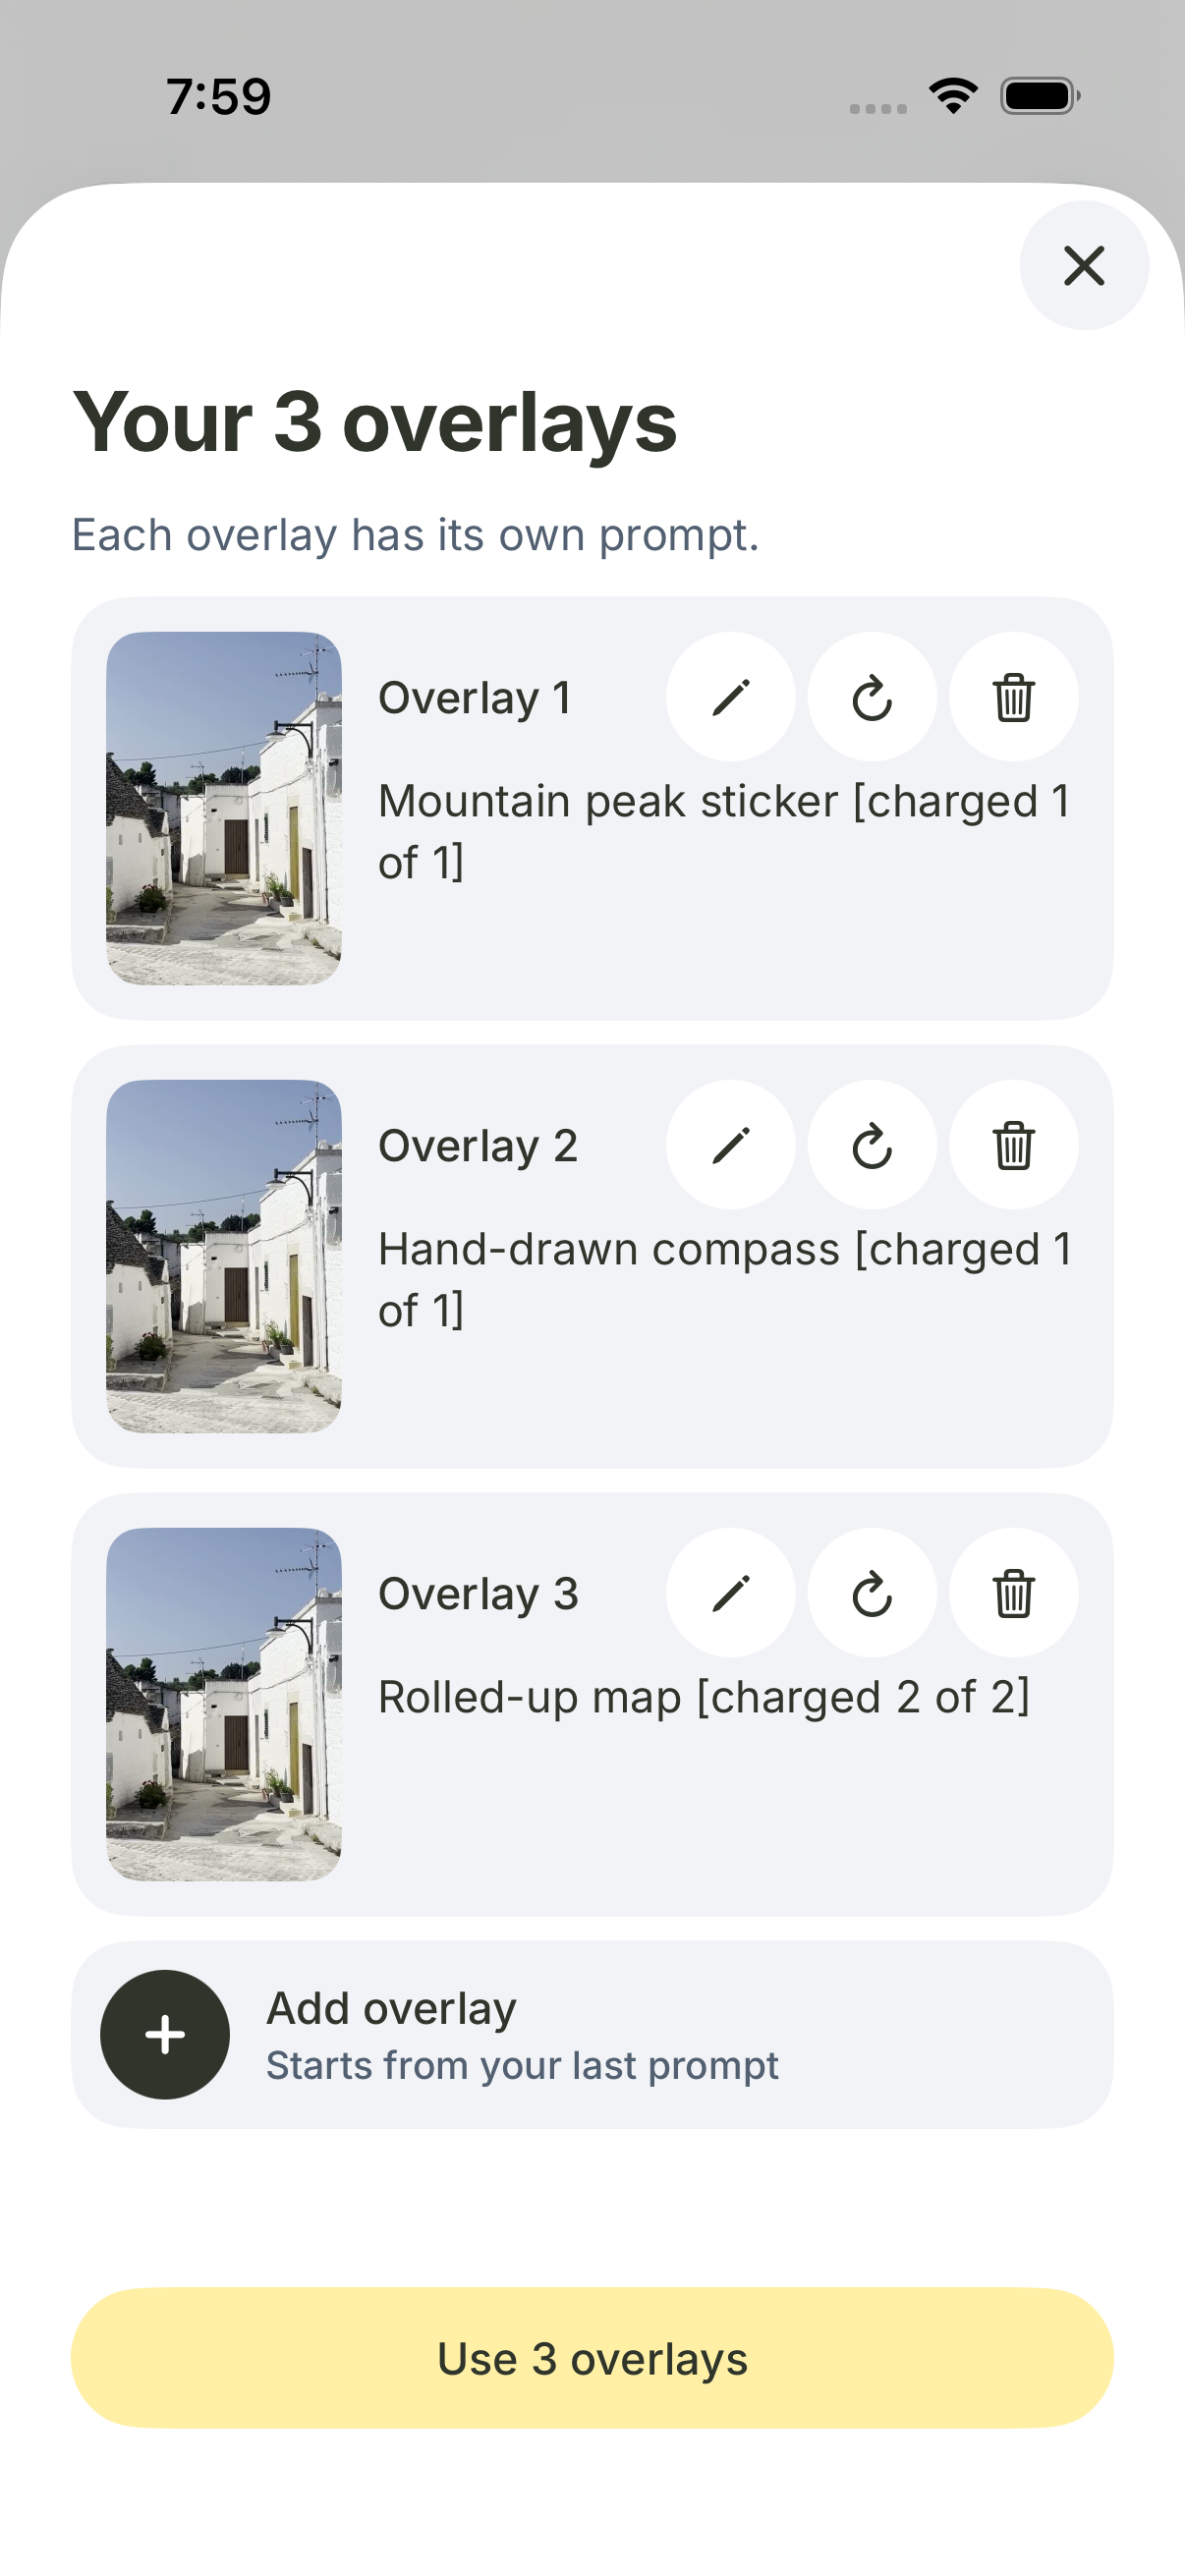 7:59
Your 3 overlays
Each overlay has its own prompt.
Overlay 1
Mountain peak sticker [charged 1
of 1]
Overlay 2
Hand-drawn compass [charged 1
of 1]
Overlay 3
Rolled-up map [charged 2 of 2]
Add overlay
Starts from your last prompt
Use 3 overlays